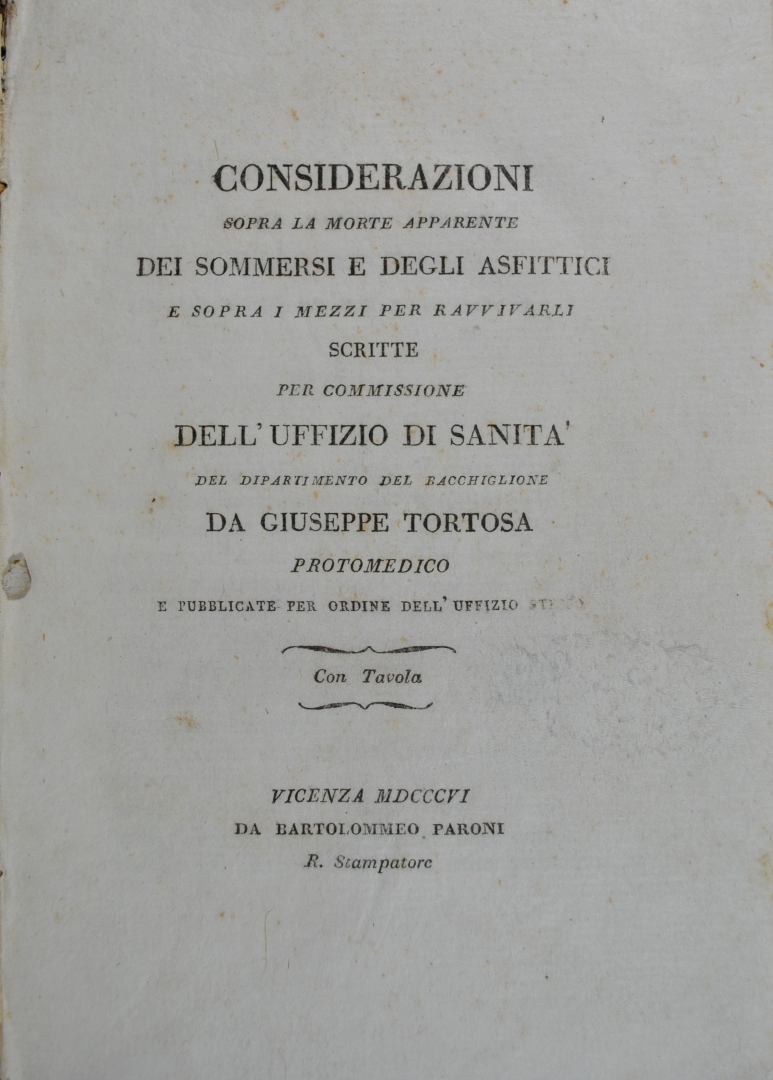 CONSIDERAZIONI
SOPRA LA MORTE APPARENTE
DEI SOMMERSI E DEGLI ASFITTICI
E SOPRA I MEZZI PER RAVVIVARLI
SCRITTE
PER COMMISSIONE
DELL' UFFIZIO DI SANITA'
DEL DIPARTIMENTO DEL BACCHIGLIONE
DA GIUSEPPE TORTOSA
PROTOMEDICO
E PUBBLICATE PER ORDINE DELL' UFFIZIO
Con Tavola
VICENZA MDCCCVI
DA BARTOLOMMEO PARONI
R. Stampatore